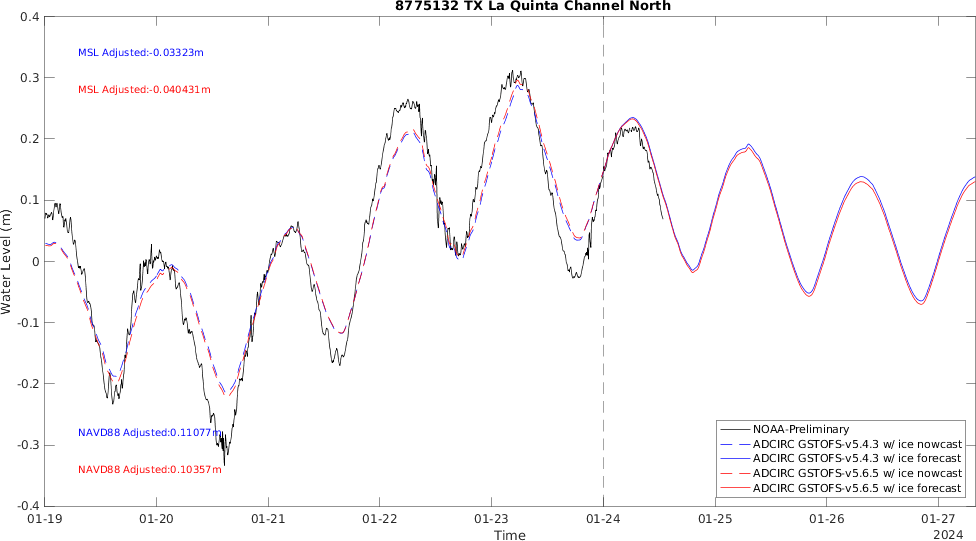 8775132 TX La Quinta Channel North
0.4
MSL Adjusted:-0.03323m
0.3
MSL Adjusted:-0.040431m
0.2
0.1
Water Level (m)
0
-0.1
-0.2
-0.3
NAVD88 Adjusted:0.11077m
NAVD88 Adjusted:0.10357m
-0.4
NOAA-Preliminary
ADCIRC GSTOFS-v5.4.3 w/ ice nowcast
ADCIRC GSTOFS-v5.4.3 w/ ice forecast
ADCIRC GSTOFS-v5.6.5 w/ ice nowcast
ADCIRC GSTOFS-v5.6.5 w/ ice forecast
01-19 01-20 01-21 01-22 01-23 01-24 01-25 01-26 01-27
Time
2024